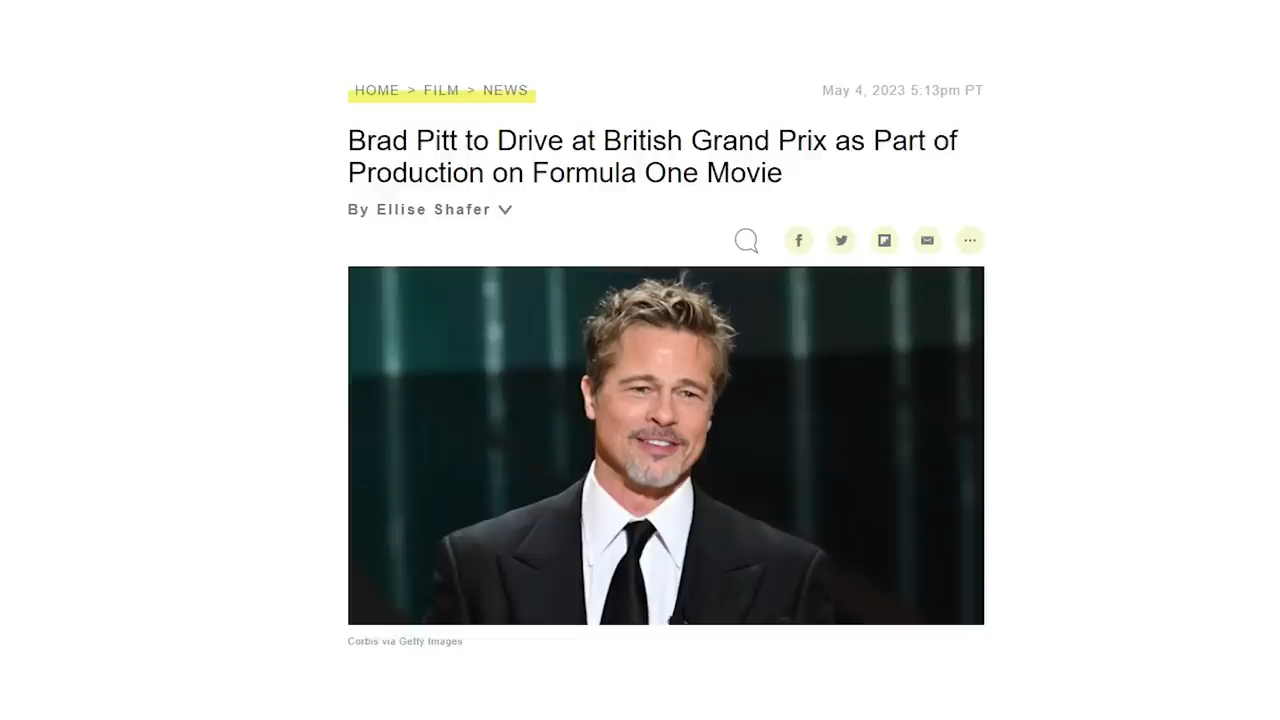 HOME > FILM > NEWS
May 4, 2023 5:13pm PT
Brad Pitt to Drive at British Grand Prix as Part of
Production on Formula One Movie
By Ellise Shafer
Corbis via Getty Images